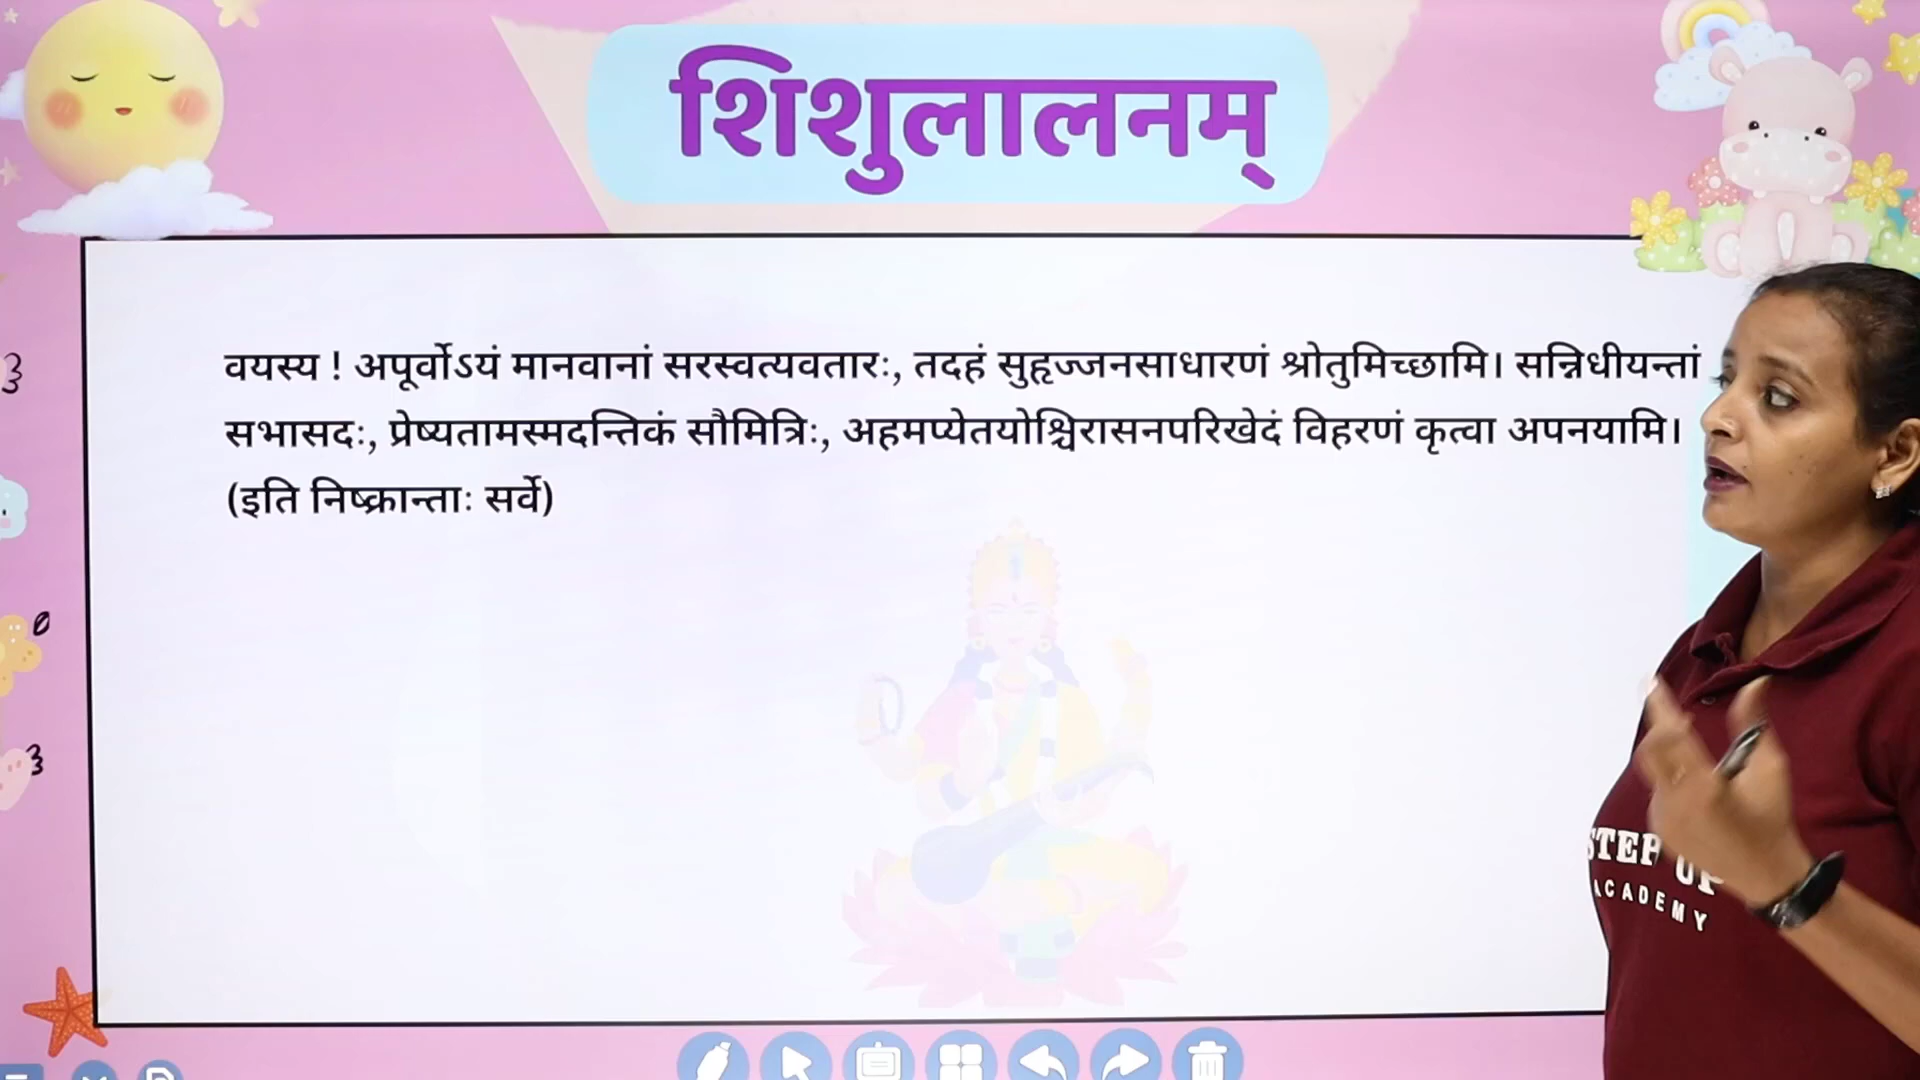 शिशुलालनम्
वयस्य ! अपूर्वोऽयं मानवानां सरस्वत्यवतारः, तदहं सुहृज्जनसाधारणं श्रोतुमिच्छामि। सन्निधीयन्तां
सभासदः, प्रेष्यतामस्मदन्तिकं सौमित्रिः, अहमप्येतयोश्चिरासनपरिखेदं विहरणं कृत्वा अपनयामि।
(इति निष्क्रान्ताः सर्वे)
STEP UP
ACADEMY